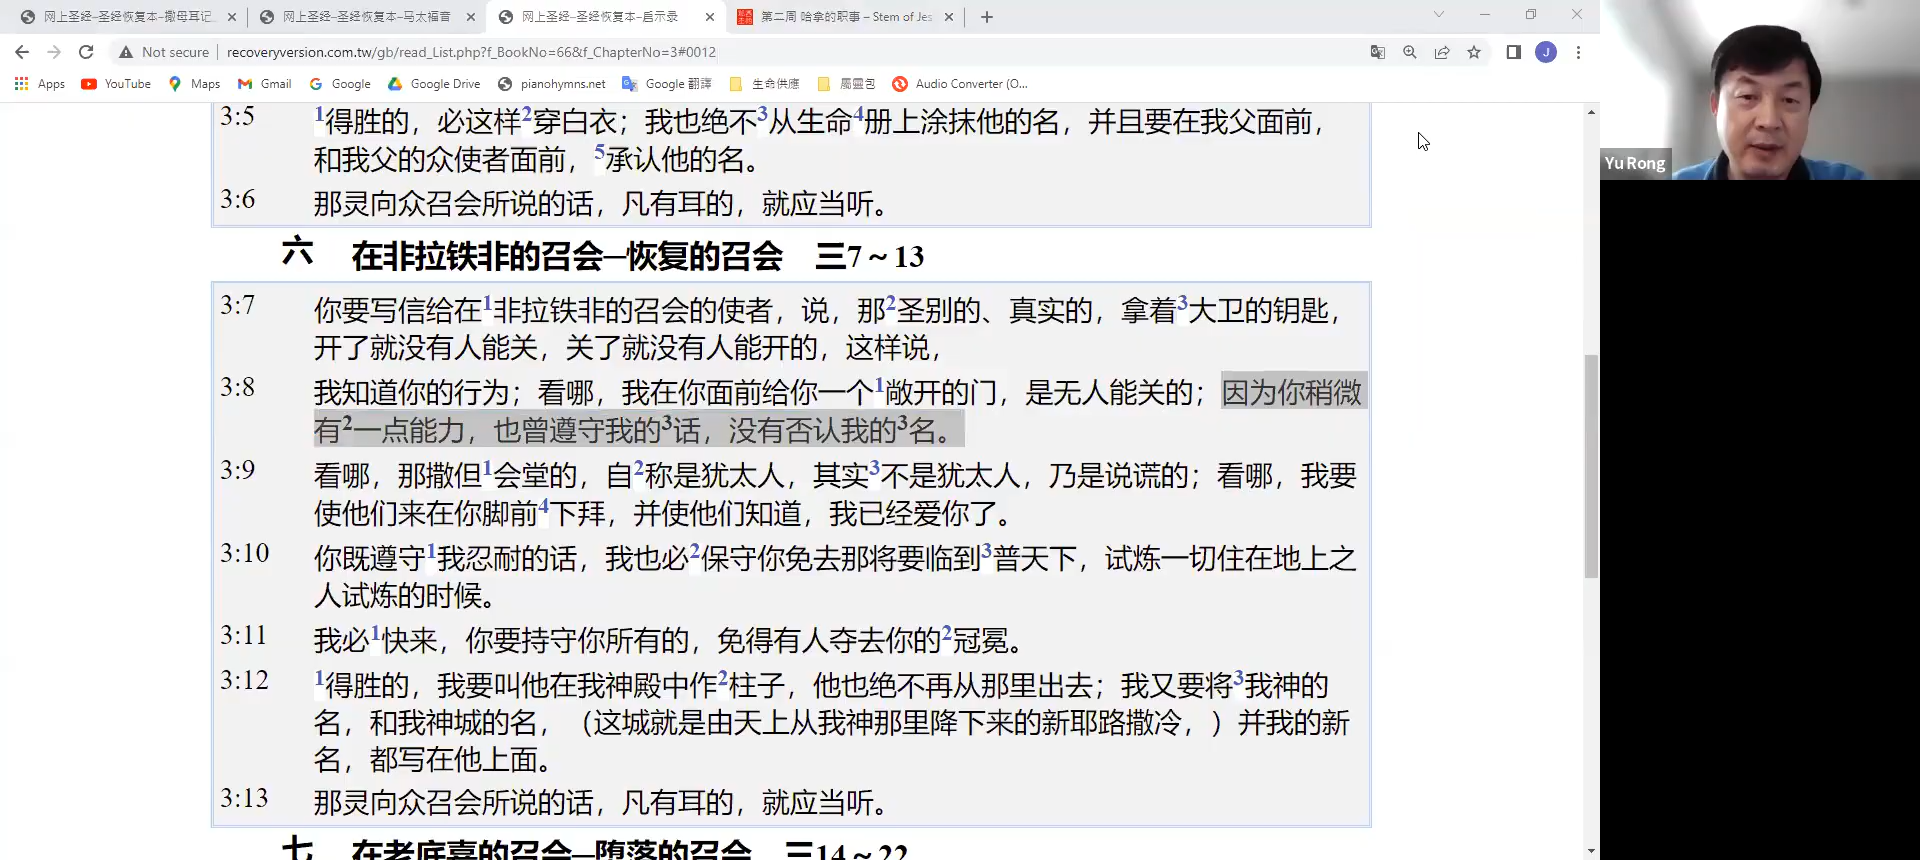 网上圣经–圣经恢复本–撒母耳记
网上圣经–圣经恢复本–马太福音
网上圣经–圣经恢复本–启示录
第二周 哈拿的职事 – Stem of Jes
Not secure
recoveryversion.com.tw/gb/read_List.php?f_BookNo=66&f_ChapterNo=3#0012
J
Apps
YouTube
Maps
Gmail
Google
Google Drive
pianohymns.net
Google 翻譯
生命供應
屬靈包
Audio Converter (O...
3:5 1得胜的，必这样2穿白衣；我也绝不3从生命4册上涂抹他的名，并且要在我父面前，
和我父的众使者面前，5承认他的名。
3:6 那灵向众召会所说的话，凡有耳的，就应当听。
六 在非拉铁非的召会─恢复的召会 三7～13
3:7 你要写信给在1非拉铁非的召会的使者，说，那2圣别的、真实的，拿着3大卫的钥匙，
开了就没有人能关，关了就没有人能开的，这样说，
3:8 我知道你的行为；看哪，我在你面前给你一个1敞开的门，是无人能关的；因为你稍微
有2一点能力，也曾遵守我的3话，没有否认我的3名。
3:9 看哪，那撒但1会堂的，自2称是犹太人，其实3不是犹太人，乃是说谎的；看哪，我要
使他们来在你脚前4下拜，并使他们知道，我已经爱你了。
3:10 你既遵守1我忍耐的话，我也必2保守你免去那将要临到3普天下，试炼一切住在地上之
人试炼的时候。
3:11 我必1快来，你要持守你所有的，免得有人夺去你的2冠冕。
3:12 1得胜的，我要叫他在我神殿中作2柱子，他也绝不再从那里出去；我又要将3我神的
名，和我神城的名，（这城就是由天上从我神那里降下来的新耶路撒冷，）并我的新
名，都写在他上面。
3:13 那灵向众召会所说的话，凡有耳的，就应当听。
七 在老底嘉的召会─堕落的召会 三14～22
Yu Rong